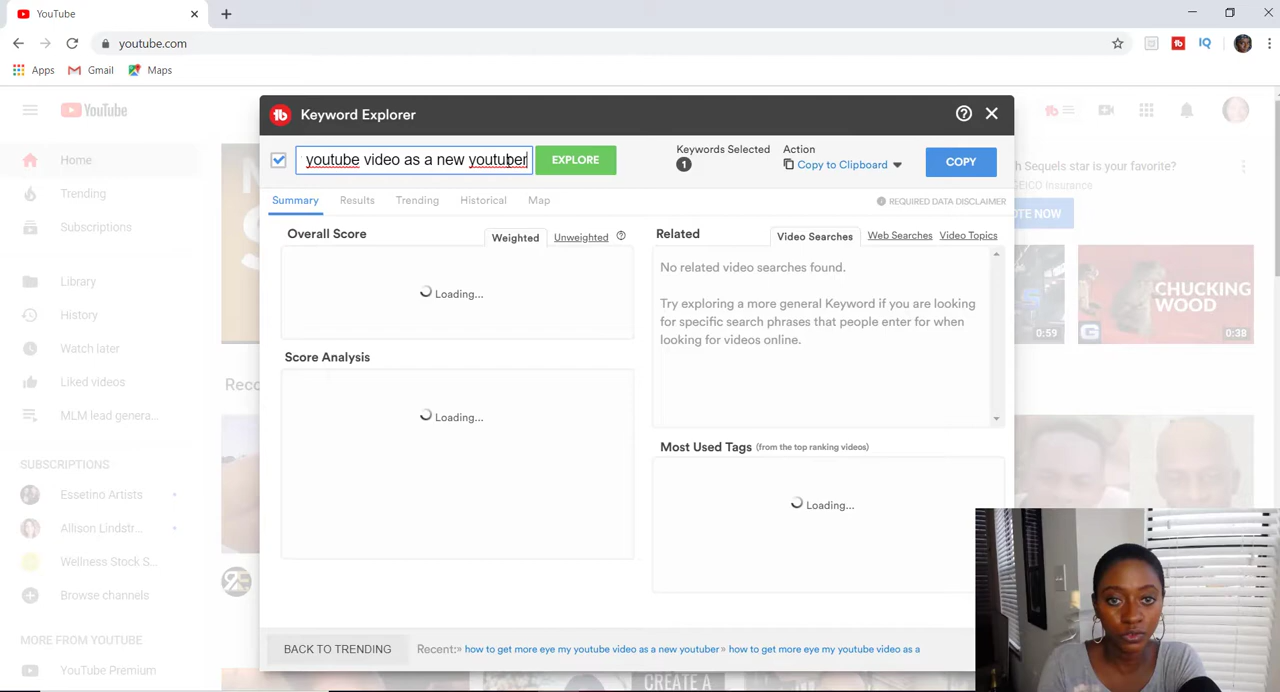 YouTube
youtube.com
Apps Gmail Maps
YouTube
Home
Trending
Subscriptions
Library
History
Watch later
Liked videos
MLM lead genera...
SUBSCRIPTIONS
Essetino Artists
Allison Lindstr...
Wellness Stock S...
Browse channels
MORE FROM YOUTUBE
YouTube Premium
Keyword Explorer
youtube video as a new youtuber
EXPLORE
Keywords Selected
1
Action
Copy to Clipboard
COPY
Summary Results Trending Historical Map
REQUIRED DATA DISCLAIMER
Overall Score
Weighted Unweighted
Loading...
Score Analysis
Loading...
Related
Video Searches Web Searches Video Topics
No related video searches found.
Try exploring a more general Keyword if you are looking
for specific search phrases that people enter for when
looking for videos online.
Most Used Tags (from the top ranking videos)
Loading...
BACK TO TRENDING
Recent:» how to get more eye my youtube video as a new youtuber » how to get more eye my youtube video as a
Sequels star is your favorite?
Insurance
NOW
0:59
CHUCKING
WOOD
0:38
CREATE A